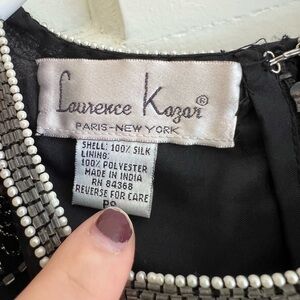 Laurence Kazar®
PARIS-NEW YORK
SHELL: 100% SILK
LINING:
100% POLYESTER
MADE IN INDIA
RN 84368
REVERSE FOR CARE